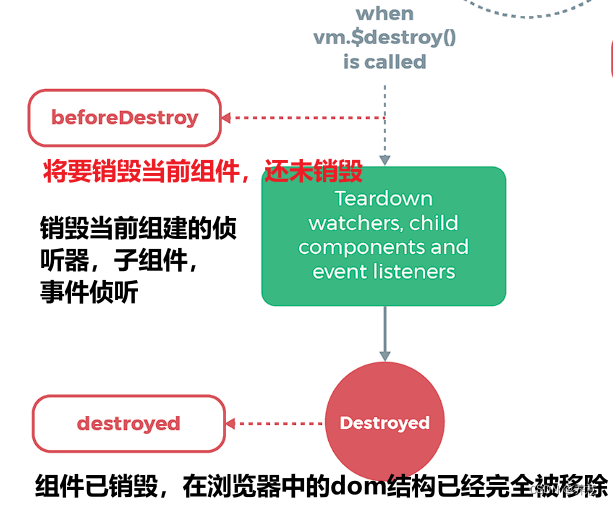 when
vm.$destroy()
is called
beforeDestroy
将要销毁当前组件，还未销毁
Teardown
watchers, child
components and
event listeners
销毁当前组建的侦
听器，子组件，
事件侦听
destroyed
Destroyed
组件已销毁，在浏览器中的dom结构已经完全被移除